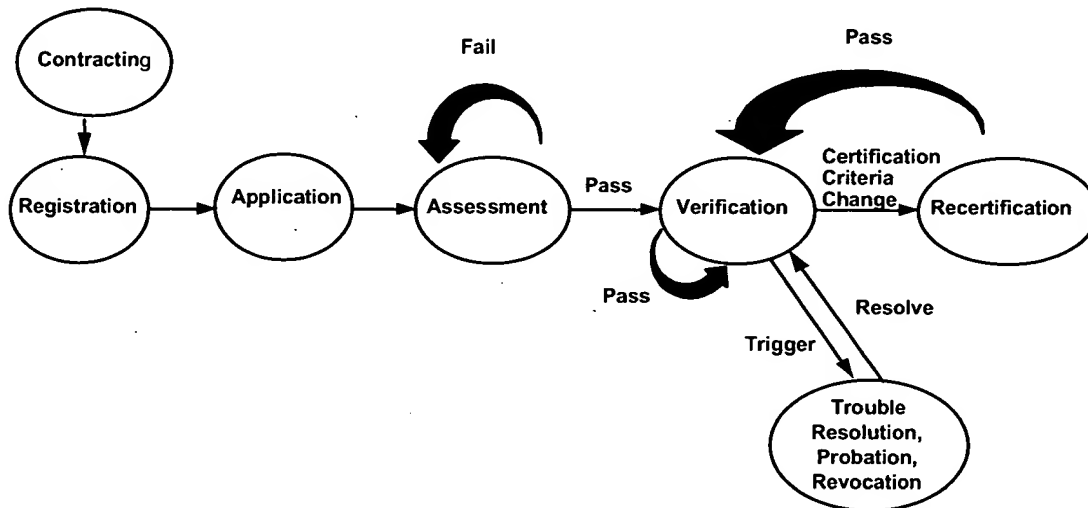 Contracting
Fail
Pass
Registration
Application
Assessment
Pass
Verification
Certification
Criteria
Change
Recertification
Pass
Resolve
Trigger
Trouble
Resolution,
Probation,
Revocation